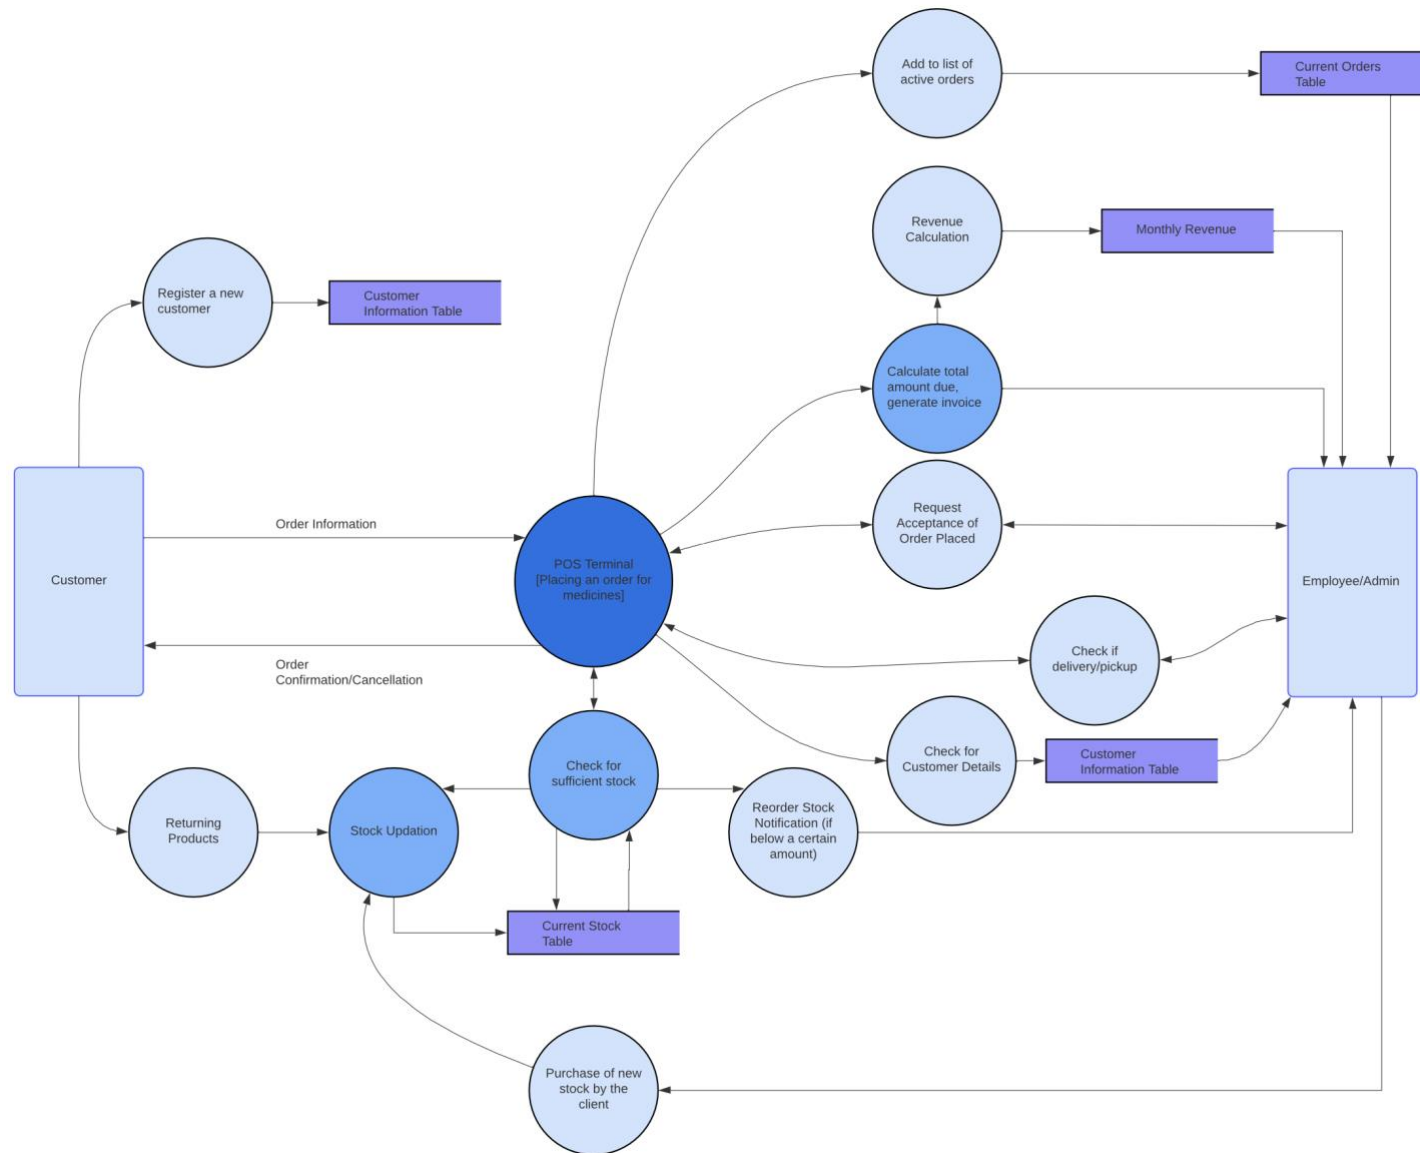 Add to list of
active orders
Current Orders
Table
Revenue
Calculation
Monthly Revenue
Register a new
customer
Customer
Information Table
Calculate total
amount due,
generate invoice
Order Information
Request
Acceptance of
Order Placed
Customer
POS Terminal
[Placing an order for
medicines]
Employee/Admin
Order
Confirmation/Cancellation
Check if
delivery/pickup
Check for
Customer Details
Customer
Information Table
Check for
sufficient stock
Returning
Products
Stock Updation
Reorder Stock
Notification (if
below a certain
amount)
Current Stock
Table
Purchase of new
stock by the
client